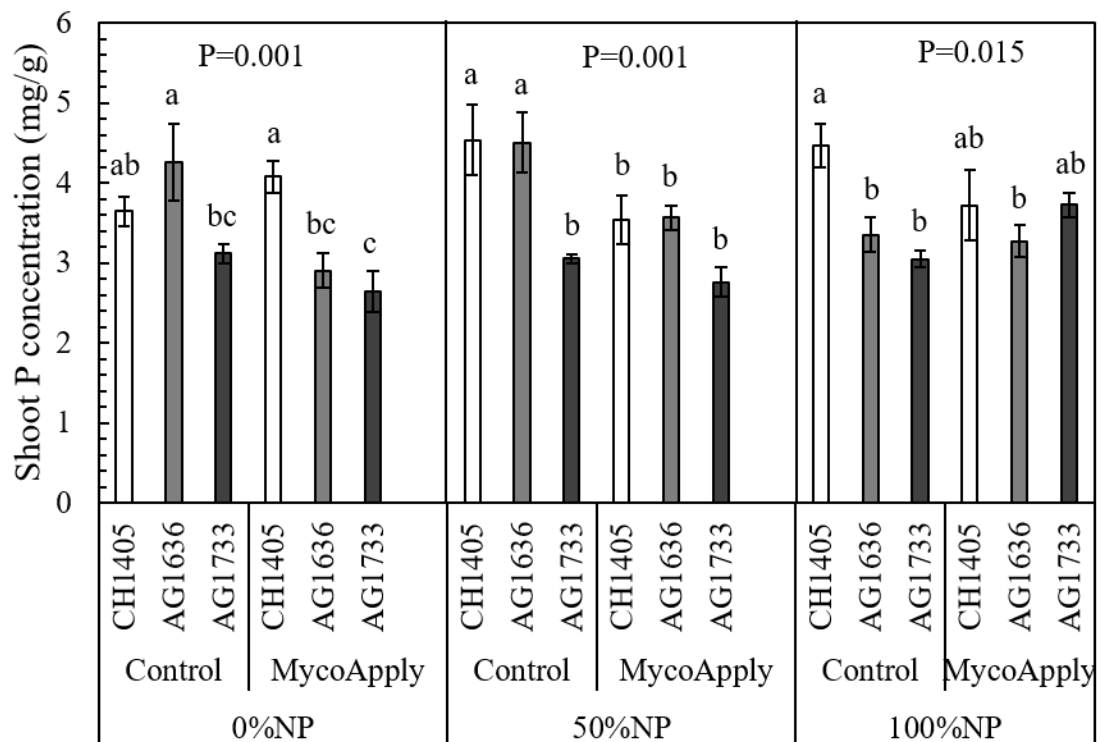 Shoot P concentration (mg/g)
6
5
4
3
2
1
0
P=0.001
P=0.001
P=0.015
ab
a
bc
a
bc
c
a
a
b
b
b
b
a
b
b
ab
b
ab
CH1405
AG1636
AG1733
CH1405
AG1636
AG1733
CH1405
AG1636
AG1733
CH1405
AG1636
AG1733
CH1405
AG1636
AG1733
CH1405
AG1636
AG1733
Control
MycoApply
Control
MycoApply
Control
MycoApply
0%NP
50%NP
100%NP